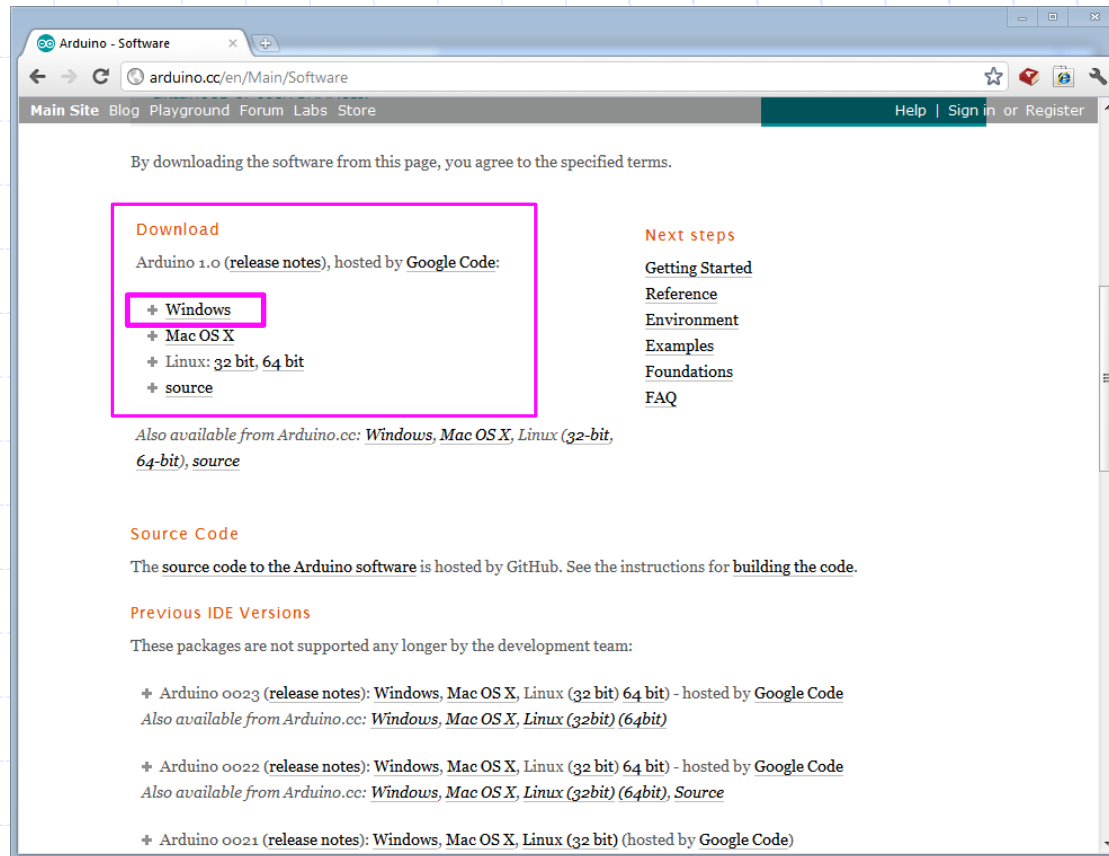 Arduino - Software
arduino.cc/en/Main/Software
Main Site Blog Playground Forum Labs Store
Help | Sign in or Register
By downloading the software from this page, you agree to the specified terms.
Download
Arduino 1.0 (release notes), hosted by Google Code:
Windows
Mac OS X
Linux: 32 bit, 64 bit
source
Also available from Arduino.cc: Windows, Mac OS X, Linux (32-bit,
64-bit), source
Next steps
Getting Started
Reference
Environment
Examples
Foundations
FAQ
Source Code
The source code to the Arduino software is hosted by GitHub. See the instructions for building the code.
Previous IDE Versions
These packages are not supported any longer by the development team:
Arduino 0023 (release notes): Windows, Mac OS X, Linux (32 bit) 64 bit) - hosted by Google Code
Also available from Arduino.cc: Windows, Mac OS X, Linux (32bit) (64bit)
Arduino 0022 (release notes): Windows, Mac OS X, Linux (32 bit) 64 bit) - hosted by Google Code
Also available from Arduino.cc: Windows, Mac OS X, Linux (32bit) (64bit), Source
Arduino 0021 (release notes): Windows, Mac OS X, Linux (32 bit) (hosted by Google Code)